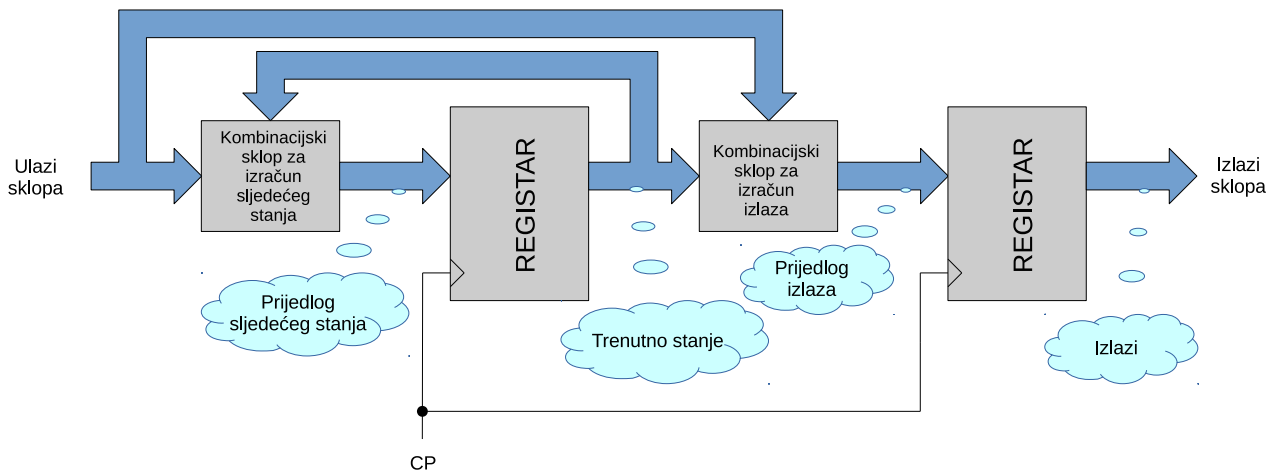 Ulazi
sklopa
Kombinacijski
sklop za
izračun
sljedećeg
stanja
REGISTAR
Kombinacijski
sklop za
izračun
izlaza
REGISTAR
Izlazi
sklopa
Prijedlog
sljedećeg stanja
Trenutno stanje
Prijedlog
izlaza
Izlazi
CP